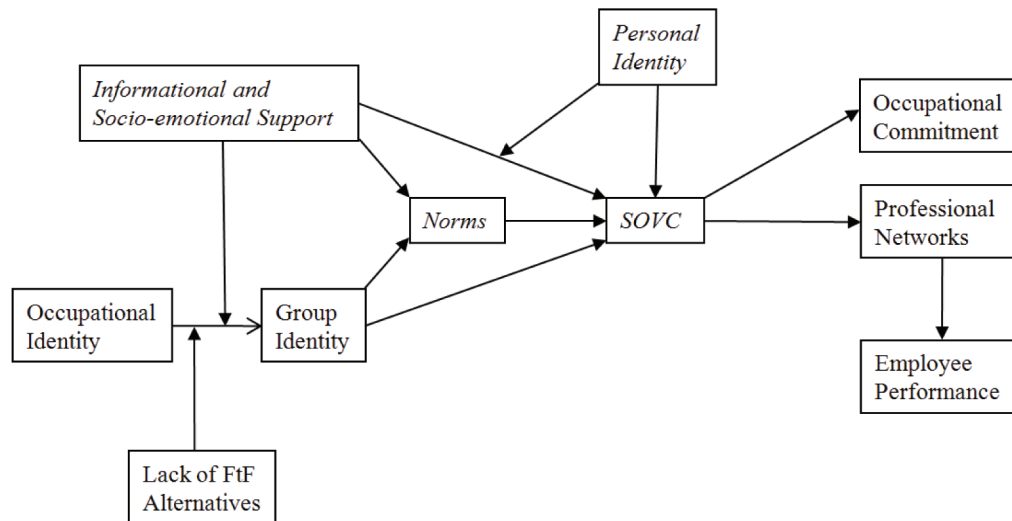 Personal
Identity
Informational and
Socio-emotional Support
Occupational
Commitment
Norms
SOVC
Professional
Networks
Occupational
Identity
Group
Identity
Employee
Performance
Lack of FtF
Alternatives